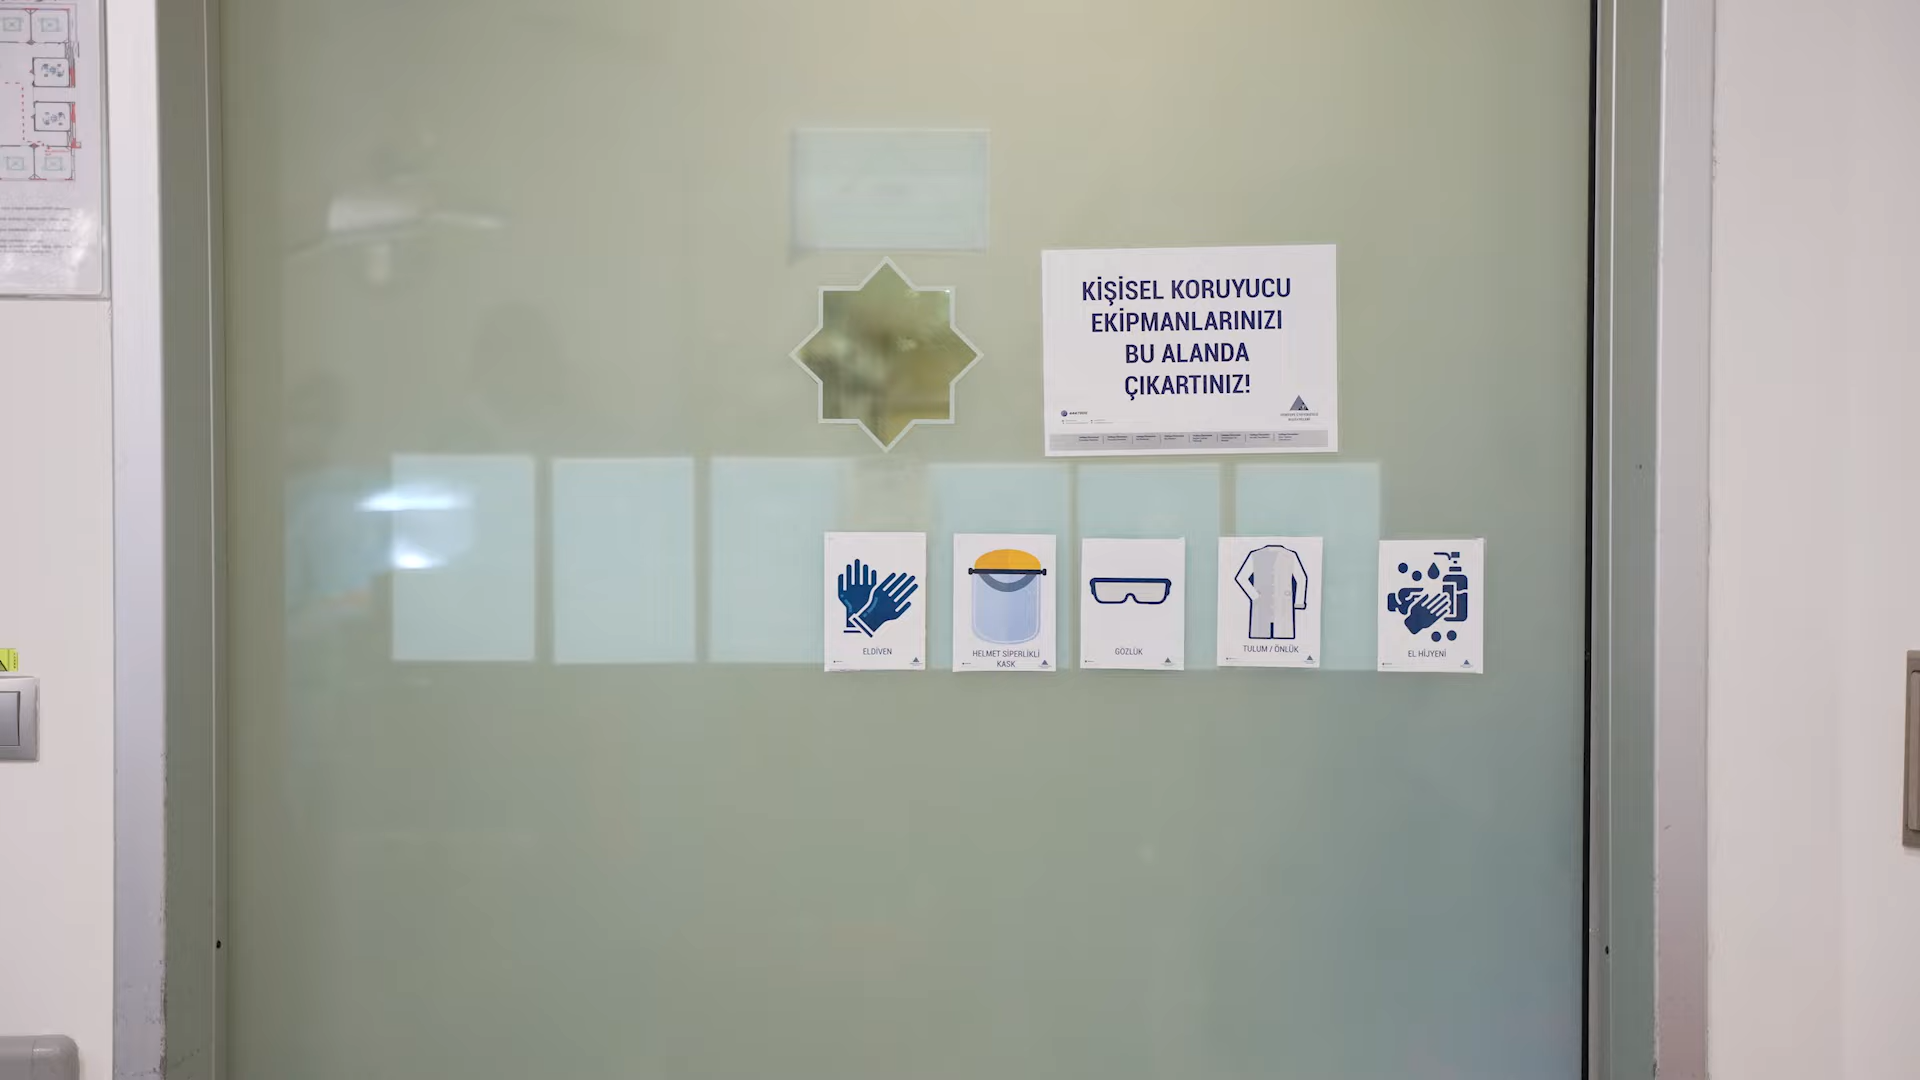 KİŞİSEL KORUYUCU
EKİPMANLARINIZI
BU ALANDA
ÇIKARTINIZ!
ELDİVEN
HELMET SİPERLİKLİ
KASK
GÖZLÜK
TULUM / ÖNLÜK
EL HİJYENİ